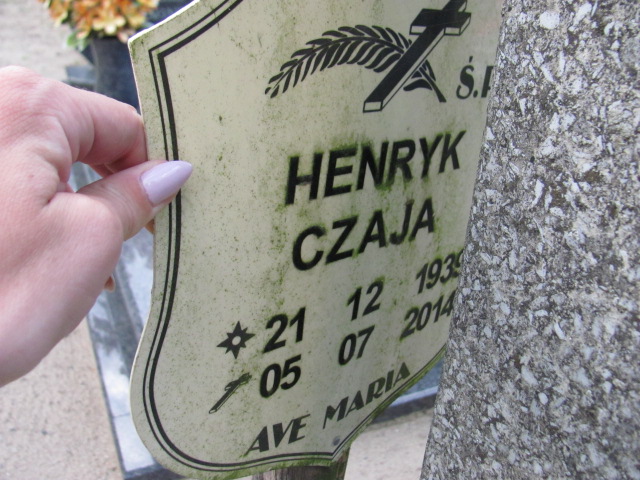 Ś.P
HENRYK
CZAJA
21 12 1939
05 07 2014
AVE MARIA